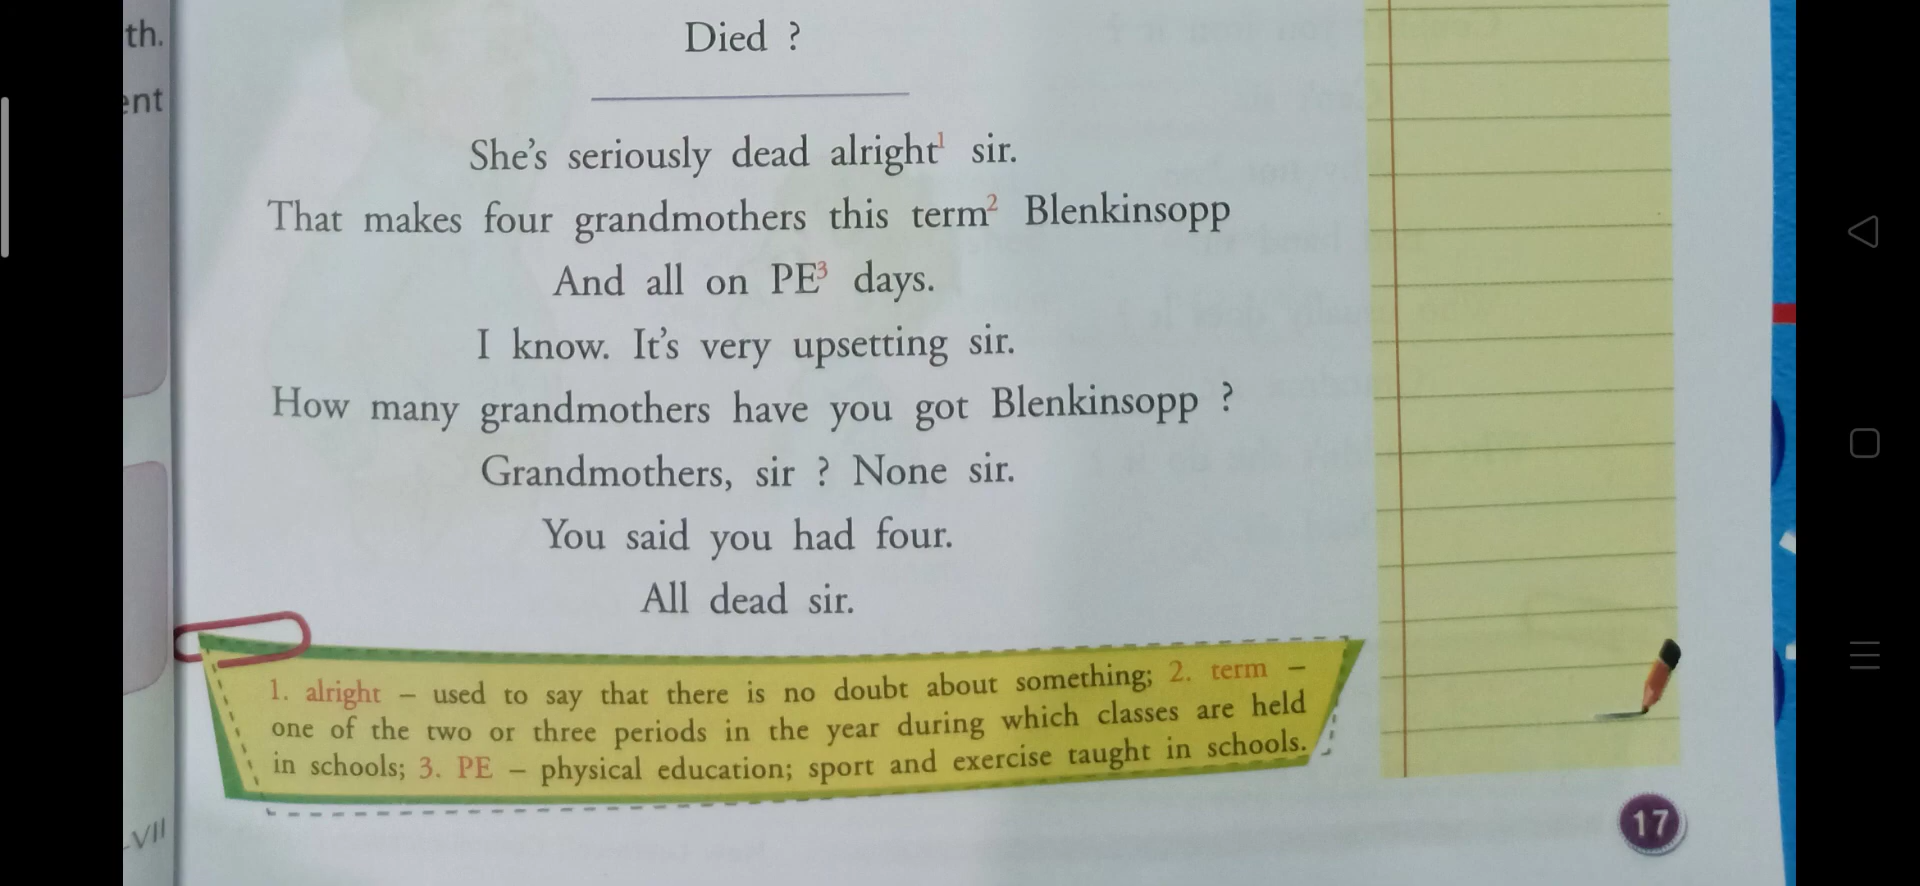 th.
ent
Died ?
She's seriously dead alright¹ sir.
That makes four grandmothers this term² Blenkinsopp
And all on PE³ days.
I know. It's very upsetting sir.
How many grandmothers have you got Blenkinsopp ?
Grandmothers, sir ? None sir.
You said you had four.
All dead sir.
1. alright – used to say that there is no doubt about something; 2. term –
one of the two or three periods in the year during which classes are held
in schools; 3. PE – physical education; sport and exercise taught in schools.
-VII
17